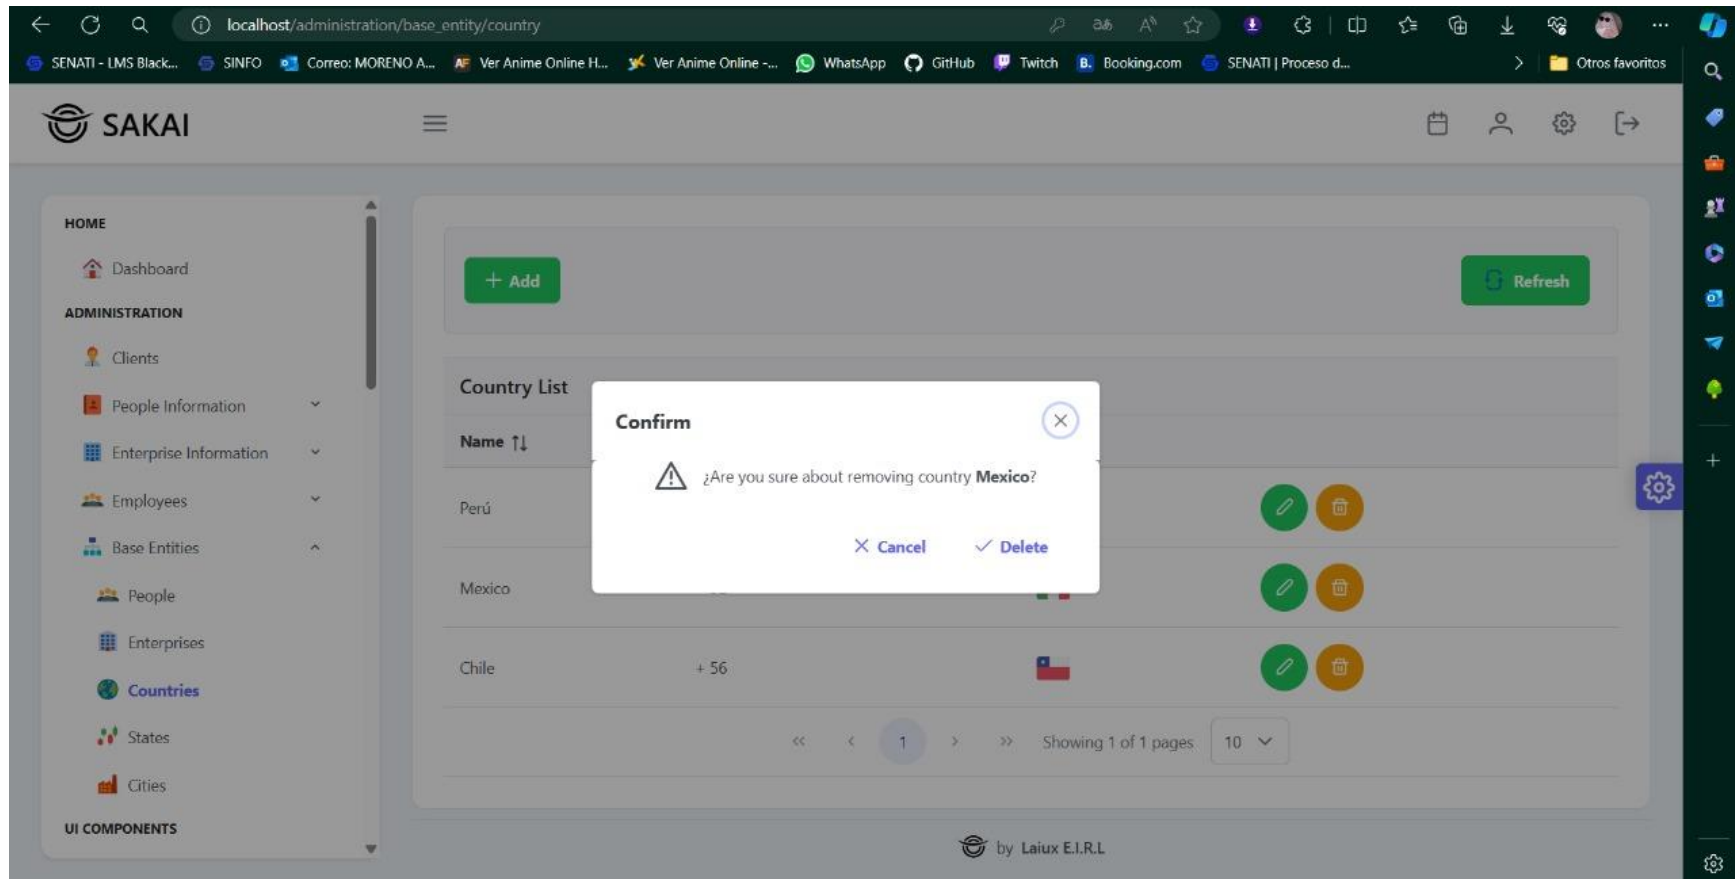 localhost/administration/base_entity/country
SENATI - LMS Black... SINFO Correo: MORENO A... AF Ver Anime Online H... Ver Anime Online -... WhatsApp GitHub Twitch B. Booking.com SENATI | Proceso d... Otros favoritos
SAKAI
HOME
Dashboard
ADMINISTRATION
Clients
People Information
Enterprise Information
Employees
Base Entities
People
Enterprises
Countries
States
Cities
UI COMPONENTS
+ Add Refresh
Country List
Name
Perú
Mexico
Chile + 56
Confirm
¿Are you sure about removing country Mexico?
Cancel Delete
<< < 1 > >> Showing 1 of 1 pages 10
by Laiux E.I.R.L